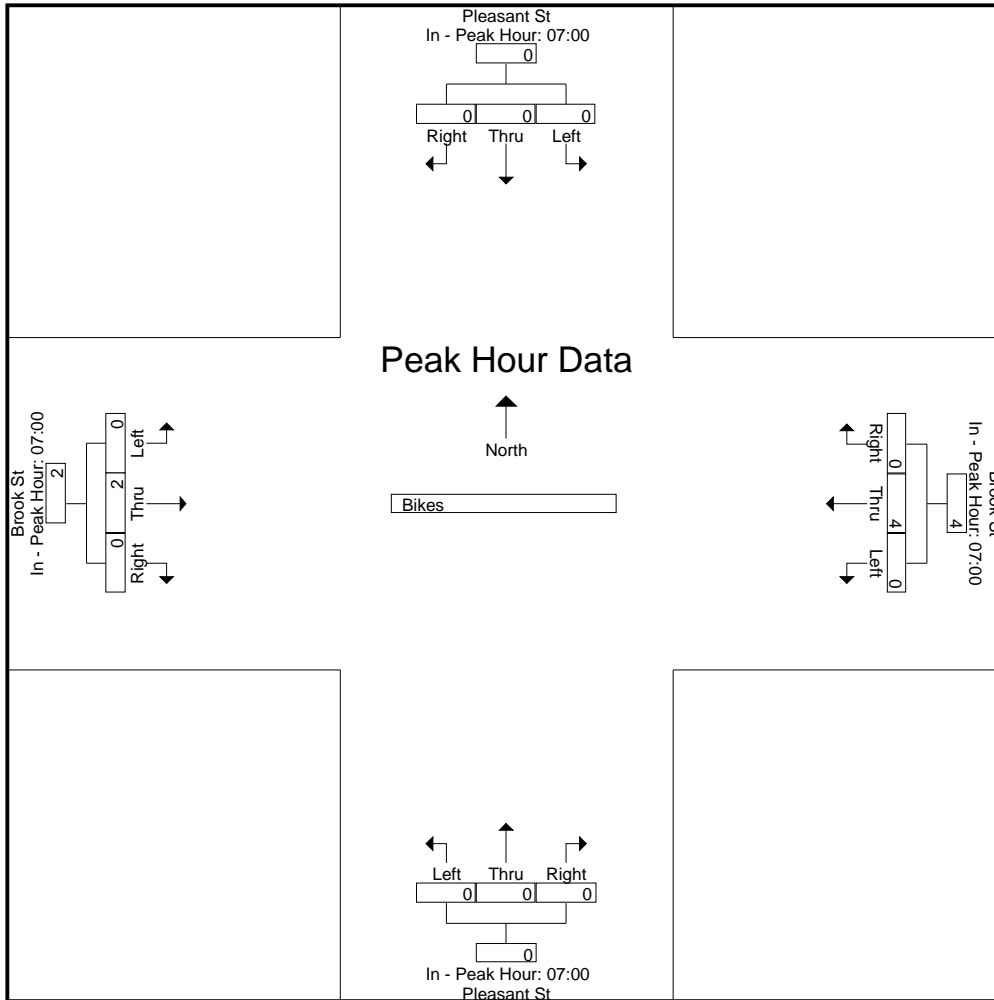 Pleasant St
In - Peak Hour: 07:00
0
0 0 0
Right Thru Left
Peak Hour Data
North
Bikes
Brook St
In - Peak Hour: 07:00
2
0 2 0
Left Thru Right
Brook St
In - Peak Hour: 07:00
4
0 4 0
Right Thru Left
Left Thru Right
0 0 0
0
In - Peak Hour: 07:00
Pleasant St